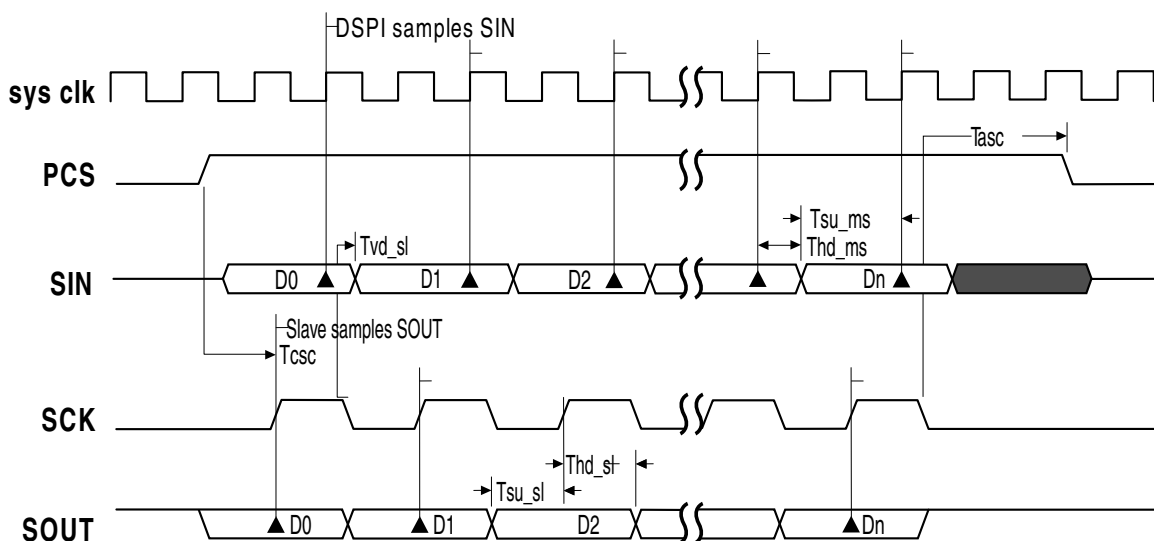 DSPI samples SIN
sys clk
Tasc
PCS
Tsu_ms
Tvd_sl
Thd_ms
SIN
D0
D1
D2
Dn
Slave samples SOUT
Tcsc
SCK
Thd_sl
Tsu_sl
SOUT
D0
D1
D2
Dn